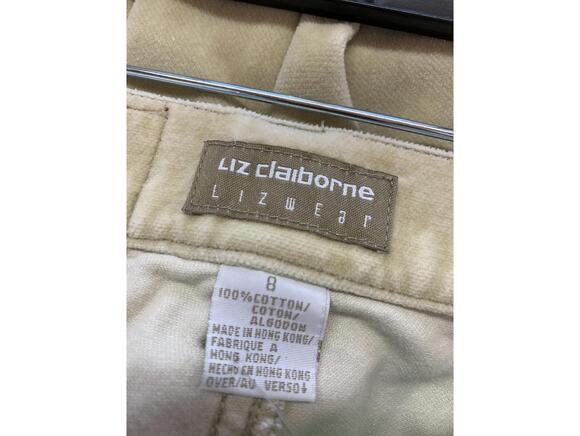 Liz claiborne
LIZWEar
8
100% COTTON/
COTON/
ALGODON
MADE IN HONG KONG/
FABRIQUE A
HONG KONG/
HECHO EN HONG KONG
OVER/AU VERSO↓